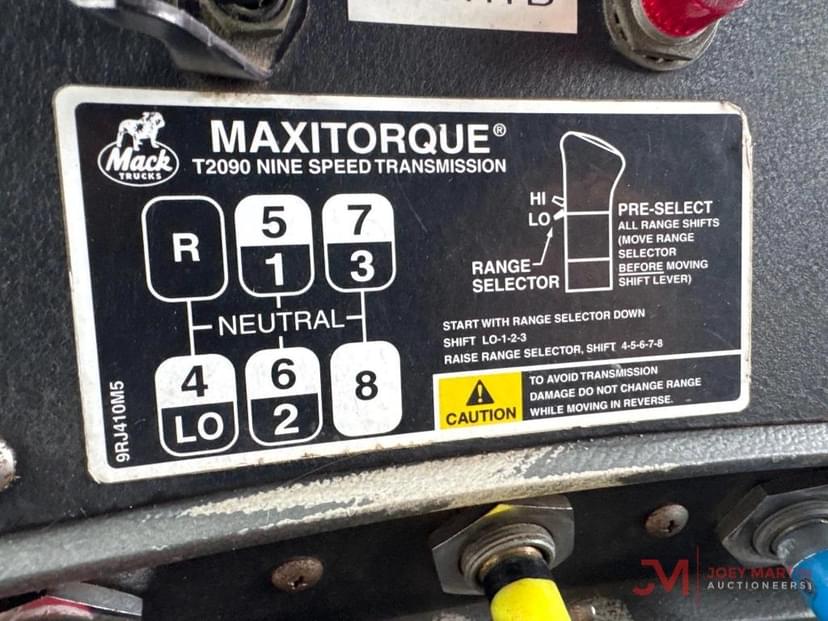 Mack
TRUCKS
MAXITORQUE®
T2090 NINE SPEED TRANSMISSION
R
5
1
7
3
NEUTRAL
4
LO
6
2
8
9RJ410M5
HI
LO
RANGE
SELECTOR
PRE-SELECT
ALL RANGE SHIFTS
(MOVE RANGE
SELECTOR
BEFORE MOVING
SHIFT LEVER)
START WITH RANGE SELECTOR DOWN
SHIFT LO-1-2-3
RAISE RANGE SELECTOR, SHIFT 4-5-6-7-8
CAUTION
TO AVOID TRANSMISSION
DAMAGE DO NOT CHANGE RANGE
WHILE MOVING IN REVERSE.
JM
JOEY MARTIN
AUCTIONEERS